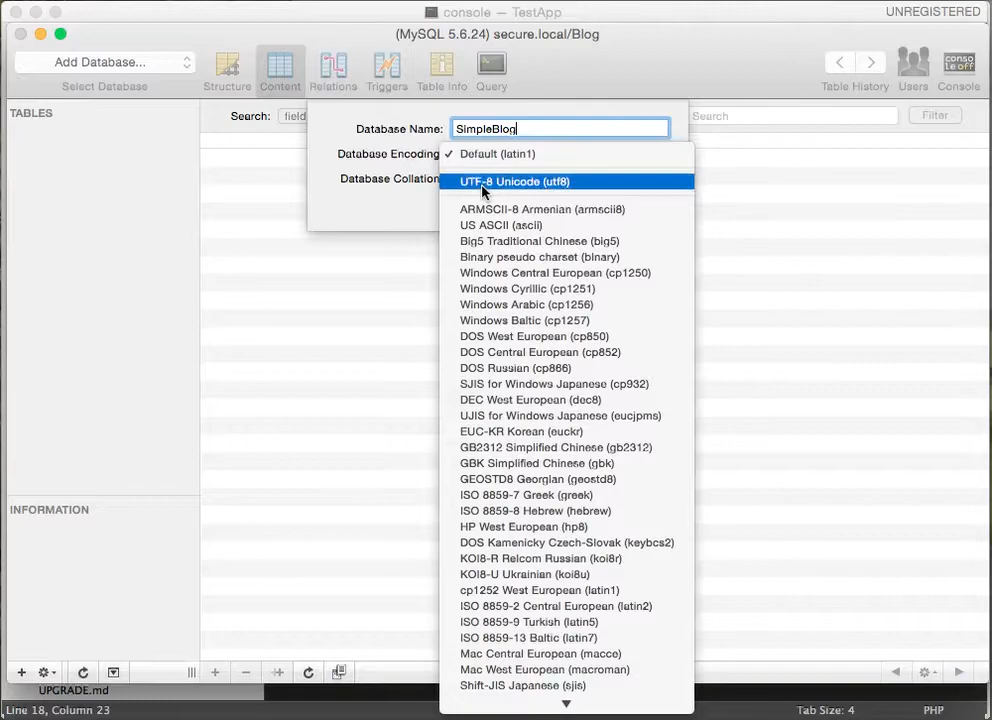 console — TestApp
UNREGISTERED
(MySQL 5.6.24) secure.local/Blog
Add Database...
Select Database
Structure
Content
Relations
Triggers
Table Info
Query
Table History
Users
conso
le off
Console
TABLES
Search:
field
Search
Filter
Database Name:
SimpleBlog
Database Encoding
✓ Default (latin1)
Database Collation
UTF-8 Unicode (utf8)
ARMSCII-8 Armenian (armscii8)
US ASCII (ascii)
Big5 Traditional Chinese (big5)
Binary pseudo charset (binary)
Windows Central European (cp1250)
Windows Cyrillic (cp1251)
Windows Arabic (cp1256)
Windows Baltic (cp1257)
DOS West European (cp850)
DOS Central European (cp852)
DOS Russian (cp866)
SJIS for Windows Japanese (cp932)
DEC West European (dec8)
UJIS for Windows Japanese (eucjpms)
EUC-KR Korean (euckr)
GB2312 Simplified Chinese (gb2312)
GBK Simplified Chinese (gbk)
GEOSTD8 Georgian (geostd8)
ISO 8859-7 Greek (greek)
ISO 8859-8 Hebrew (hebrew)
HP West European (hp8)
DOS Kamenicky Czech-Slovak (keybcs2)
KOI8-R Relcom Russian (koi8r)
KOI8-U Ukrainian (koi8u)
cp1252 West European (latin1)
ISO 8859-2 Central European (latin2)
ISO 8859-9 Turkish (latin5)
ISO 8859-13 Baltic (latin7)
Mac Central European (macce)
Mac West European (macroman)
Shift-JIS Japanese (sjis)
INFORMATION
UPGRADE.md
Line 18, Column 23
Tab Size: 4
PHP